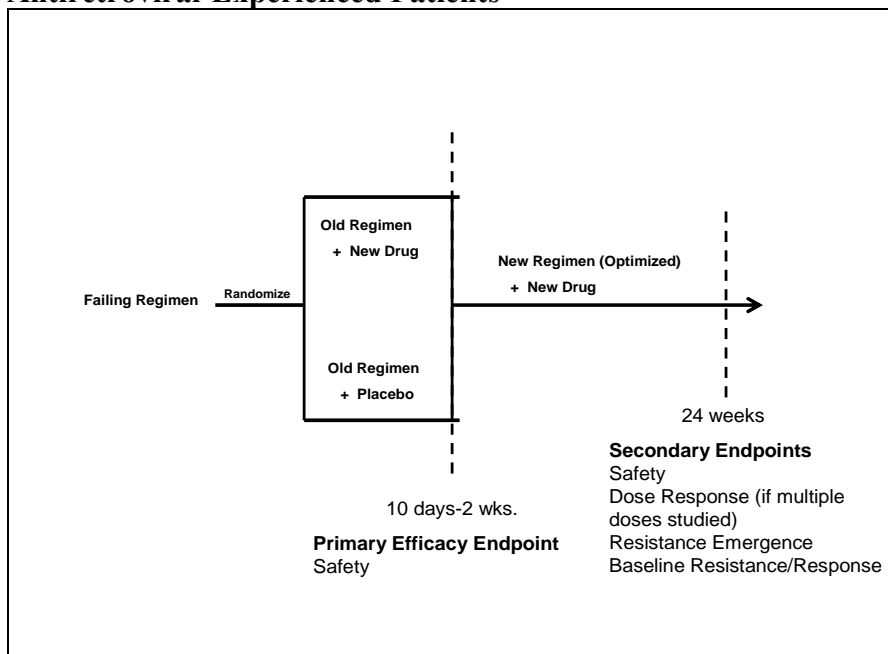 Antiretroviral Experienced Patients
Old Regimen
+ New Drug
Failing Regimen
Randomize
New Regimen (Optimized)
+ New Drug
Old Regimen
+ Placebo
10 days-2 wks.
Primary Efficacy Endpoint
Safety
24 weeks
Secondary Endpoints
Safety
Dose Response (if multiple
doses studied)
Resistance Emergence
Baseline Resistance/Response